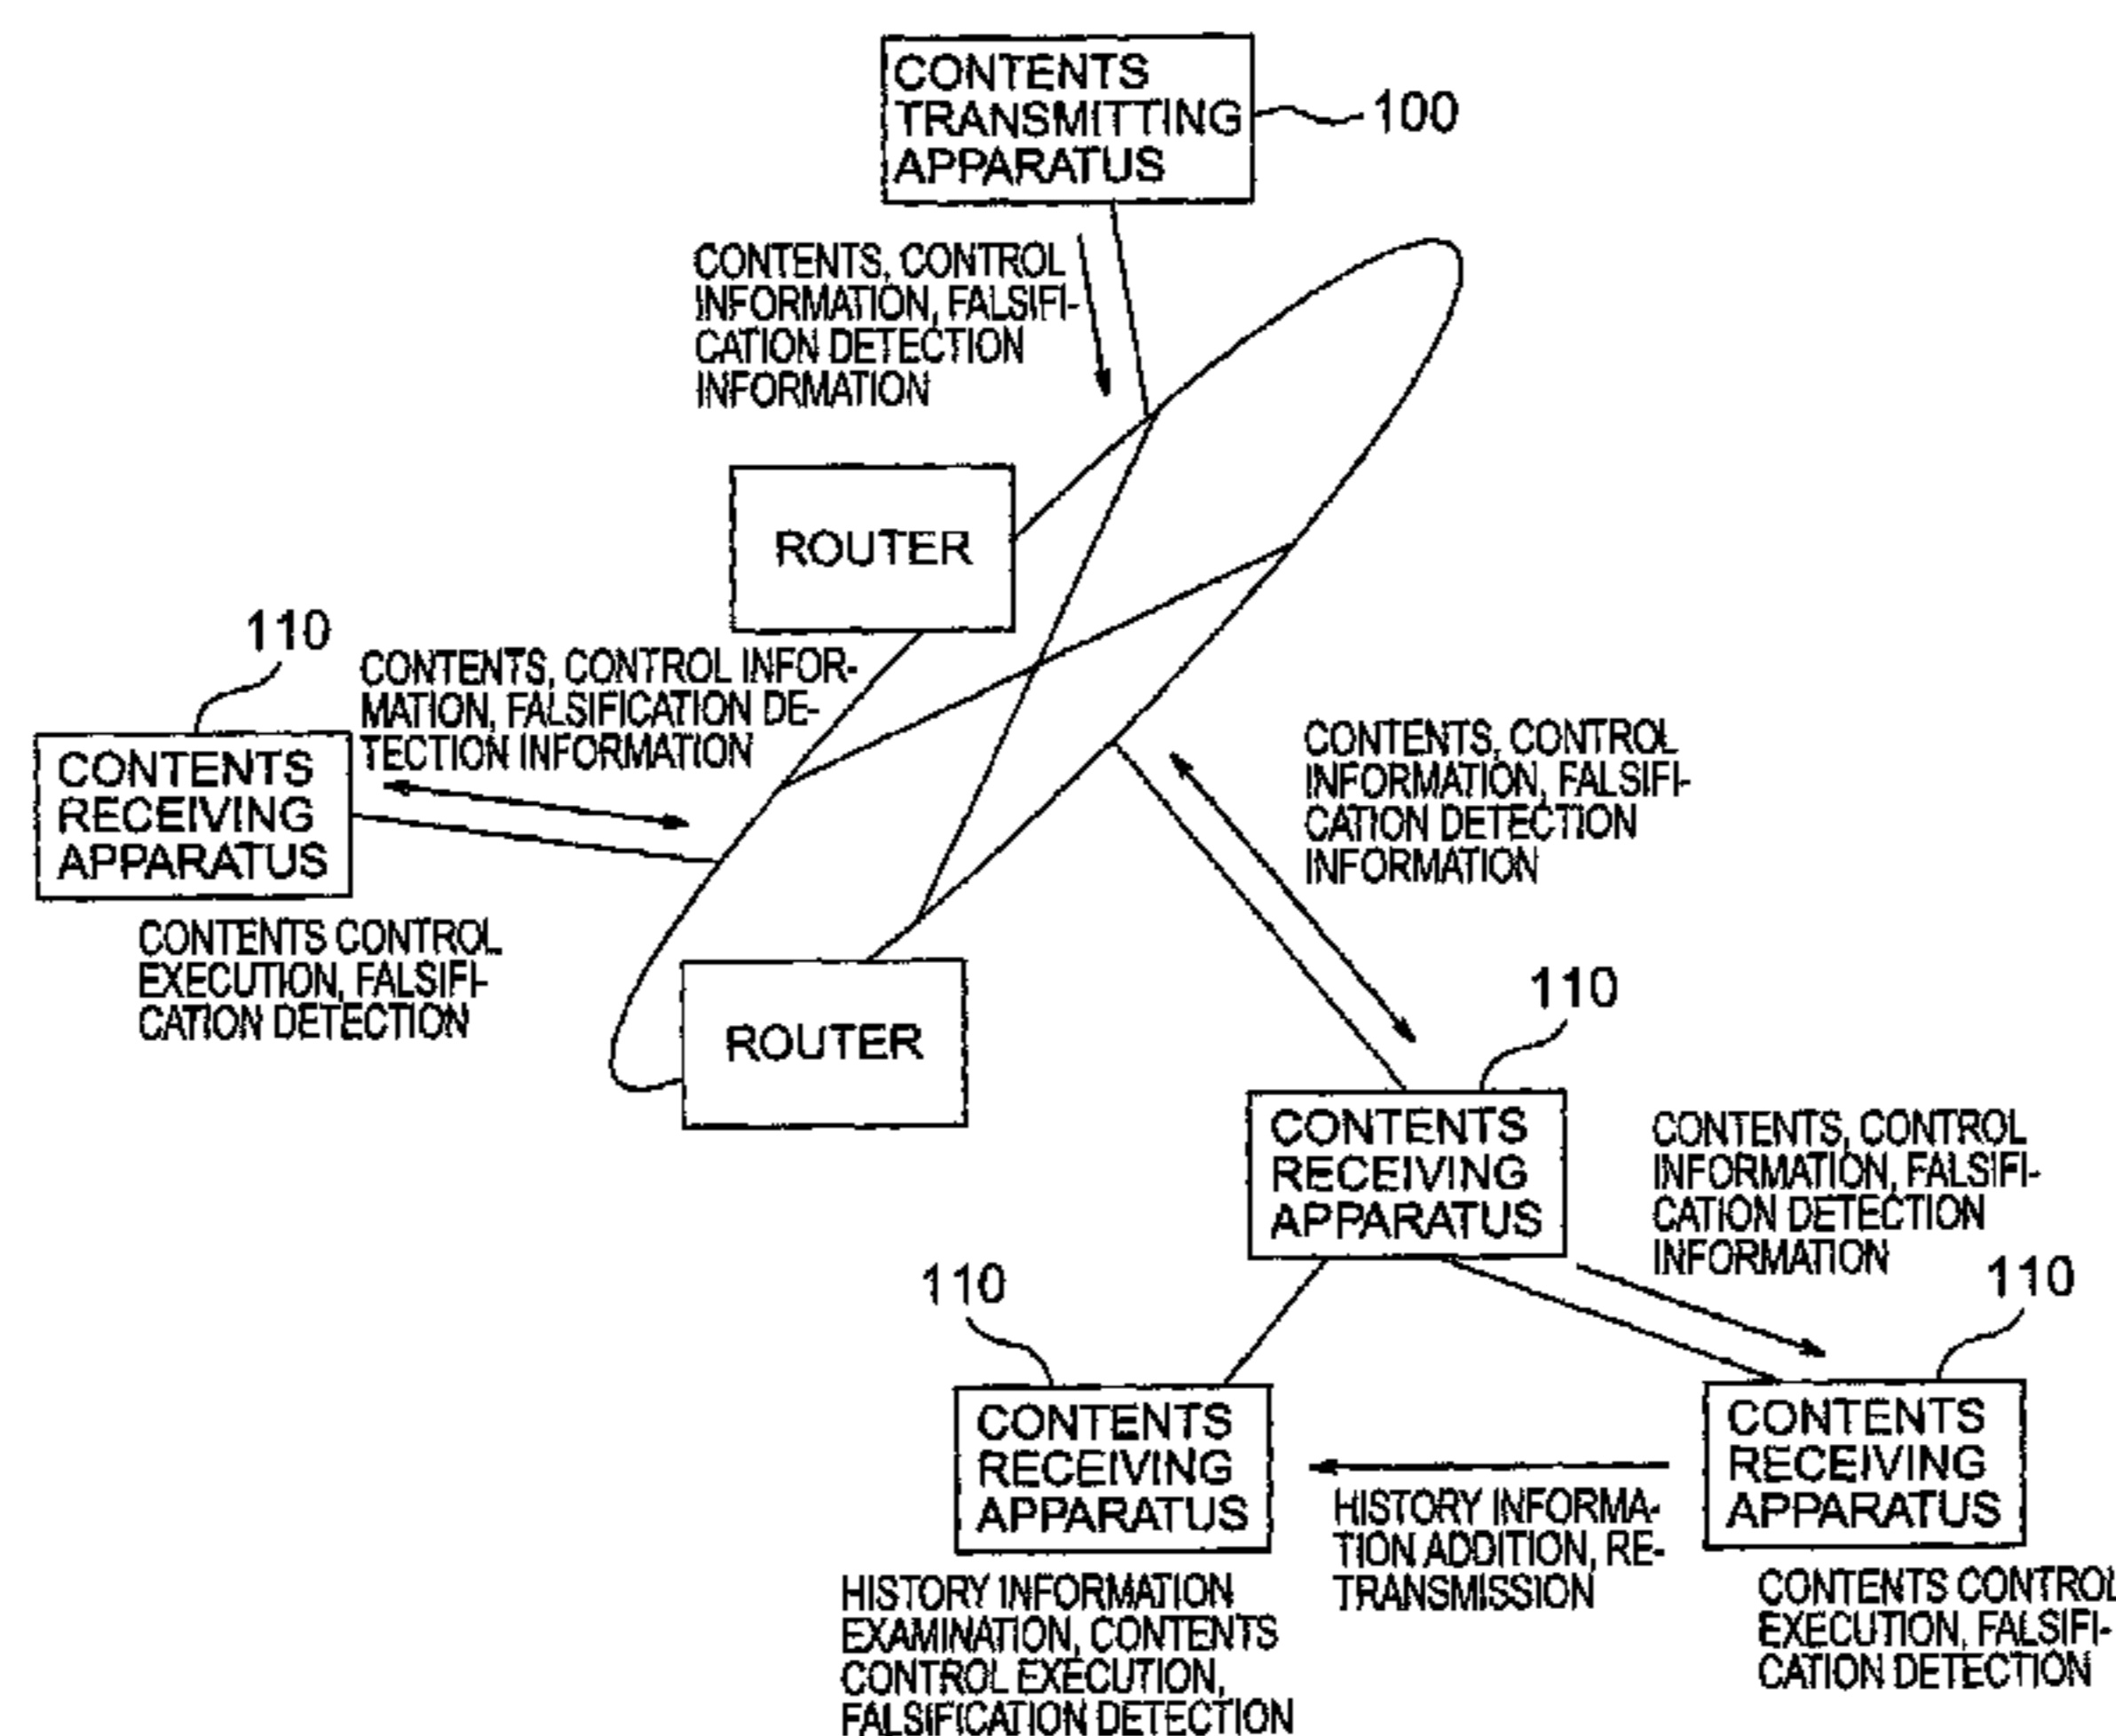 CONTENTS
TRANSMITTING
APPARATUS
100
CONTENTS, CONTROL
INFORMATION, FALSIFI-
CATION DETECTION
INFORMATION
ROUTER
110
CONTENTS, CONTROL INFOR-
MATION, FALSIFICATION DE-
TECTION INFORMATION
CONTENTS
RECEIVING
APPARATUS
CONTENTS CONTROL
EXECUTION, FALSIFI-
CATION DETECTION
CONTENTS, CONTROL
INFORMATION, FALSIFI-
CATION DETECTION
INFORMATION
ROUTER
110
CONTENTS
RECEIVING
APPARATUS
CONTENTS, CONTROL
INFORMATION, FALSIFI-
CATION DETECTION
INFORMATION
110
CONTENTS
RECEIVING
APPARATUS
HISTORY INFORMATION
EXAMINATION, CONTENTS
CONTROL EXECUTION,
FALSIFICATION DETECTION
HISTORY INFORMA-
TION ADDITION, RE-
TRANSMISSION
110
CONTENTS
RECEIVING
APPARATUS
CONTENTS CONTROL
EXECUTION, FALSIFI-
CATION DETECTION